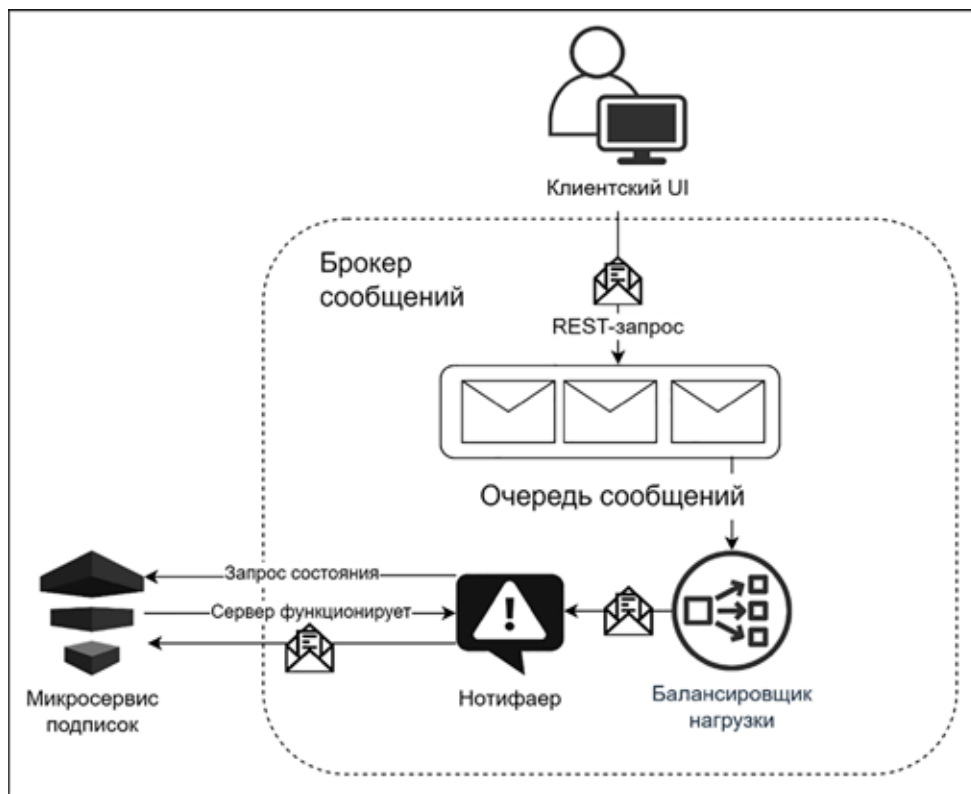 Клиентский UI
Брокер
сообщений
REST-запрос
Очередь сообщений
Запрос состояния
Сервер функционирует
Микросервис
подписок
Нотифаер
Балансировщик
нагрузки